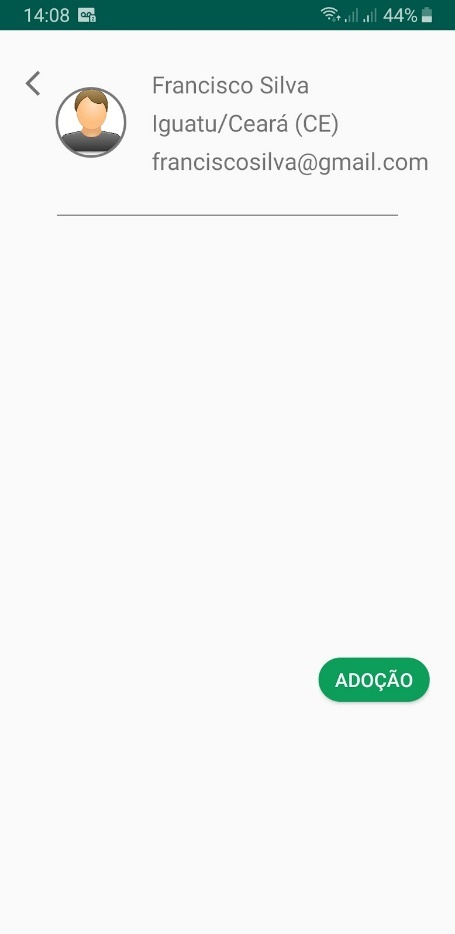 14:08
44%
Francisco Silva
Iguatu/Ceará (CE)
franciscosilva@gmail.com
ADOÇÃO